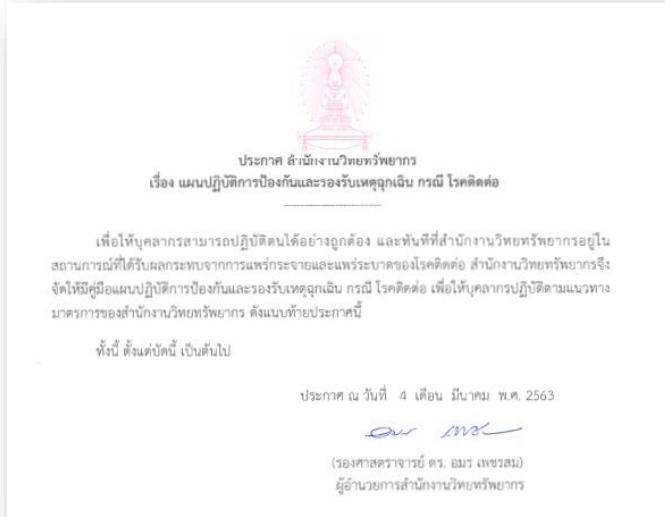 ประกาศ สำนักงานวิทยทรัพยากร
เรื่อง แผนปฏิบัติการป้องกันและรองรับเหตุฉุกเฉิน กรณี โรคติดต่อ
เพื่อให้บุคลากรสามารถปฏิบัติตนได้อย่างถูกต้อง และทันทีที่สำนักงานวิทยทรัพยากรอยู่ใน
สถานการณ์ที่ได้รับผลกระทบจากการแพร่กระจายและแพร่ระบาดของโรคติดต่อ สำนักงานวิทยทรัพยากรจึง
จัดให้มีคู่มือแผนปฏิบัติการป้องกันและรองรับเหตุฉุกเฉิน กรณี โรคติดต่อ เพื่อให้บุคลากรปฏิบัติตามแนวทาง
มาตรการของสำนักงานวิทยทรัพยากร ดังแนบท้ายประกาศนี้
ทั้งนี้ ตั้งแต่บัดนี้ เป็นต้นไป
ประกาศ ณ วันที่ 4 เดือน มีนาคม พ.ศ. 2563
(รองศาสตราจารย์ ดร. อมร เพชรสม)
ผู้อำนวยการสำนักงานวิทยทรัพยากร